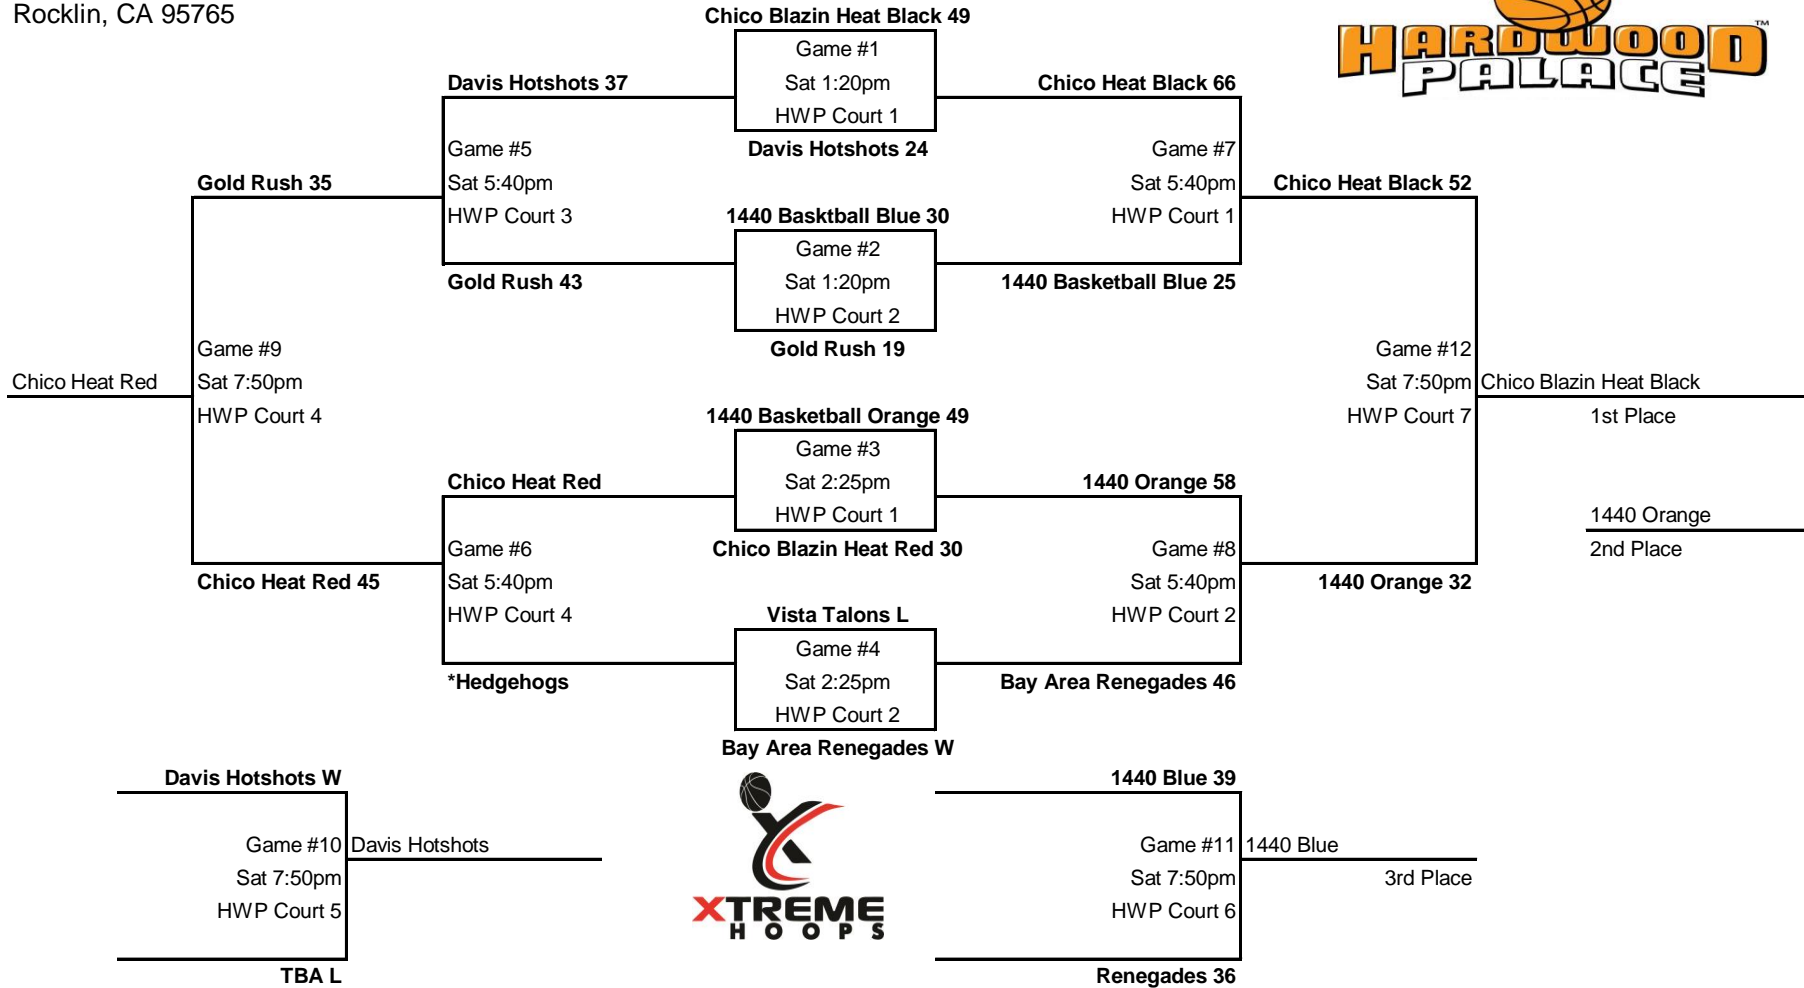 Rocklin, CA 95765
Chico Blazin Heat Black 49
HARDWOOD
PALACE
TM
Game #1
Sat 1:20pm
HWP Court 1
Davis Hotshots 24
Davis Hotshots 37
Chico Heat Black 66
Game #5
Sat 5:40pm
HWP Court 3
Game #7
Sat 5:40pm
HWP Court 1
Gold Rush 35
Chico Heat Black 52
1440 Basktball Blue 30
Game #2
Sat 1:20pm
HWP Court 2
Gold Rush 19
Gold Rush 43
1440 Basketball Blue 25
Game #9
Sat 7:50pm
HWP Court 4
Chico Heat Red
Game #12
Sat 7:50pm
HWP Court 7
Chico Blazin Heat Black
1st Place
1440 Basketball Orange 49
Game #3
Sat 2:25pm
HWP Court 1
Chico Blazin Heat Red 30
Chico Heat Red
1440 Orange 58
1440 Orange
2nd Place
Game #6
Sat 5:40pm
HWP Court 4
Game #8
Sat 5:40pm
HWP Court 2
Chico Heat Red 45
1440 Orange 32
Vista Talons L
Game #4
Sat 2:25pm
HWP Court 2
Bay Area Renegades W
*Hedgehogs
Bay Area Renegades 46
Davis Hotshots W
Game #10
Sat 7:50pm
HWP Court 5
Davis Hotshots
TBA L
XTREME
HOOPS
1440 Blue 39
Game #11
Sat 7:50pm
HWP Court 6
1440 Blue
3rd Place
Renegades 36